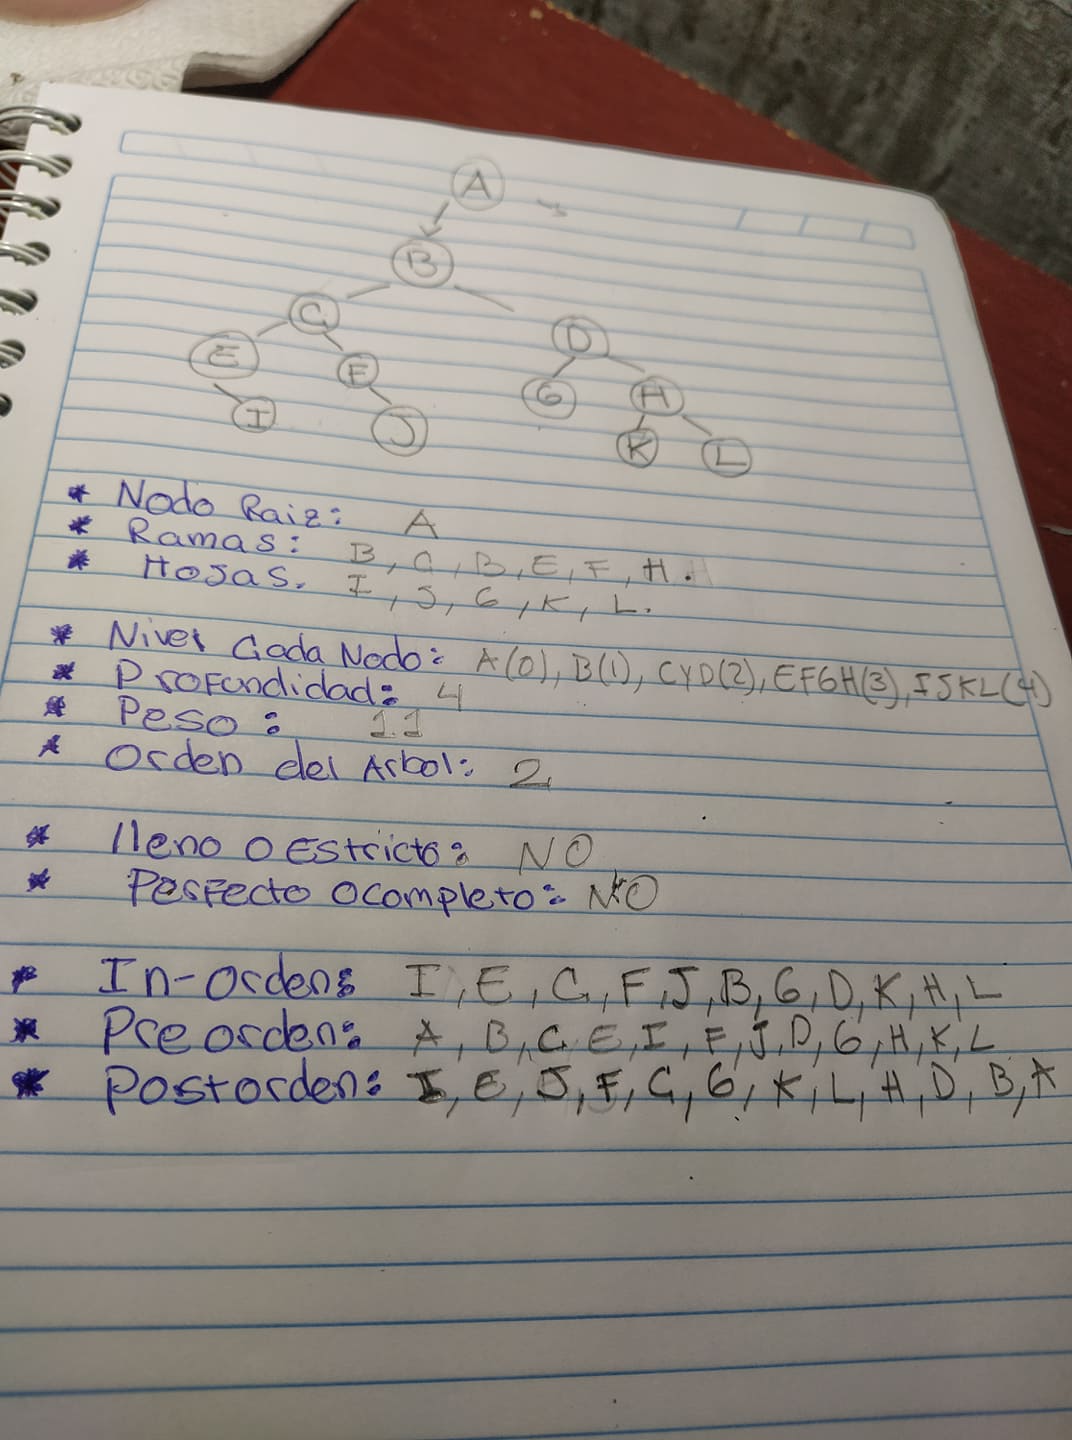 A
B
C
D
E
F
G
H
I
J
K
L
* Nodo Raiz: A
* Ramas: B, C, B, E, F, H.
* Hojas. I, J, G, K, L.
* Nivel Cada Nodo: A(0), B(1), CYD(2), EFGH(3), IJKL(4)
* Profundidad: 4
* Peso: 11
* Orden del Arbol: 2
* lleno o Estricto: NO
* Perfecto o completo: NO
* In-orden: I, E, C, F, J, B, G, D, K, H, L
* Pre orden: A, B, C E, I, F, J, D, G, H, K, L
* Postorden: I, E, J, F, C, G, K, L, H, D, B, A